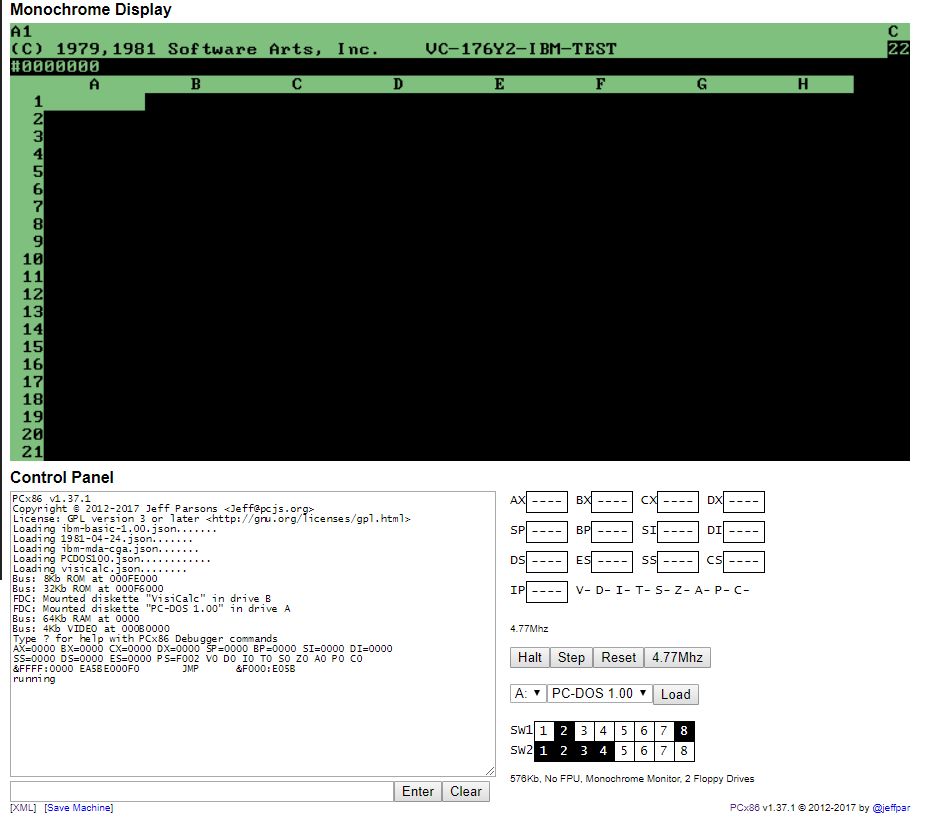 Monochrome Display
A1 C
(C) 1979,1981 Software Arts, Inc. VC-176Y2-IBM-TEST 22
#0000000
A B C D E F G H
1
2
3
4
5
6
7
8
9
10
11
12
13
14
15
16
17
18
19
20
21
Control Panel
PCx86 v1.37.1
Copyright © 2012-2017 Jeff Parsons <Jeff@pcjs.org>
License: GPL version 3 or later <http://gnu.org/licenses/gpl.html>
Loading ibm-basic-1.00.json.......
Loading 1981-04-24.json.......
Loading ibm-mda-cga.json.......
Loading PCDOS100.json............
Loading visicalc.json........
Bus: 8Kb ROM at 000FE000
Bus: 32Kb ROM at 000F6000
FDC: Mounted diskette "VisiCalc" in drive B
FDC: Mounted diskette "PC-DOS 1.00" in drive A
Bus: 64Kb RAM at 0000
Bus: 4Kb VIDEO at 000B0000
Type ? for help with PCx86 Debugger commands
AX=0000 BX=0000 CX=0000 DX=0000 SP=0000 BP=0000 SI=0000 DI=0000
SS=0000 DS=0000 ES=0000 PS=F002 V0 D0 I0 T0 S0 Z0 A0 P0 C0
&FFFF:0000 EA5BE000F0 JMP &F000:E05B
running
Enter Clear
[XML] [Save Machine]
AX ---- BX ---- CX ---- DX ----
SP ---- BP ---- SI ---- DI ----
DS ---- ES ---- SS ---- CS ----
IP ---- V- D- I- T- S- Z- A- P- C-
4.77Mhz
Halt Step Reset 4.77Mhz
A: ▼ PC-DOS 1.00 ▼ Load
SW1 1 2 3 4 5 6 7 8
SW2 1 2 3 4 5 6 7 8
576Kb, No FPU, Monochrome Monitor, 2 Floppy Drives
PCx86 v1.37.1 © 2012-2017 by @jeffpar